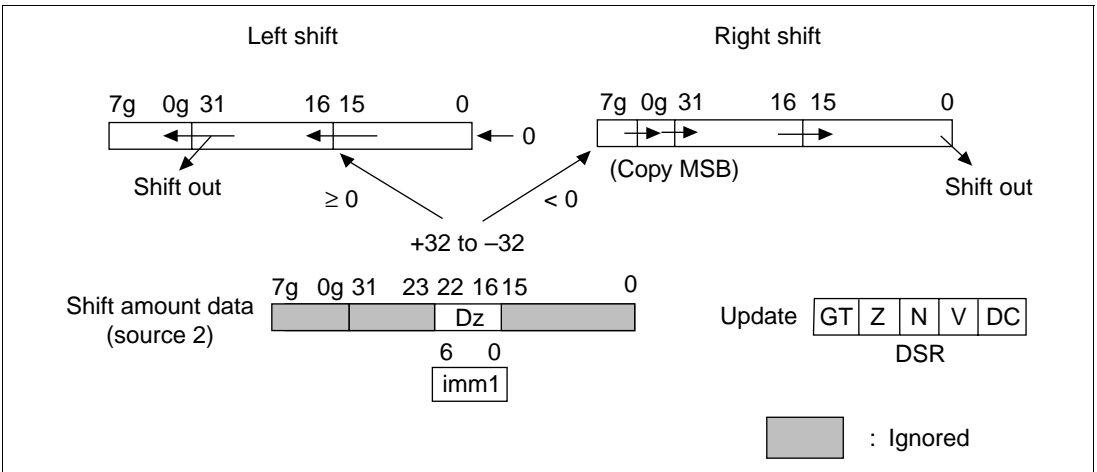 Left shift
Right shift
7g 0g 31 16 15 0
7g 0g 31 16 15 0
0
(Copy MSB)
Shift out
Shift out
≥ 0
< 0
+32 to –32
7g 0g 31 23 22 16 15 0
Shift amount data
(source 2)
Dz
Update GT Z N V DC
DSR
6 0
imm1
: Ignored